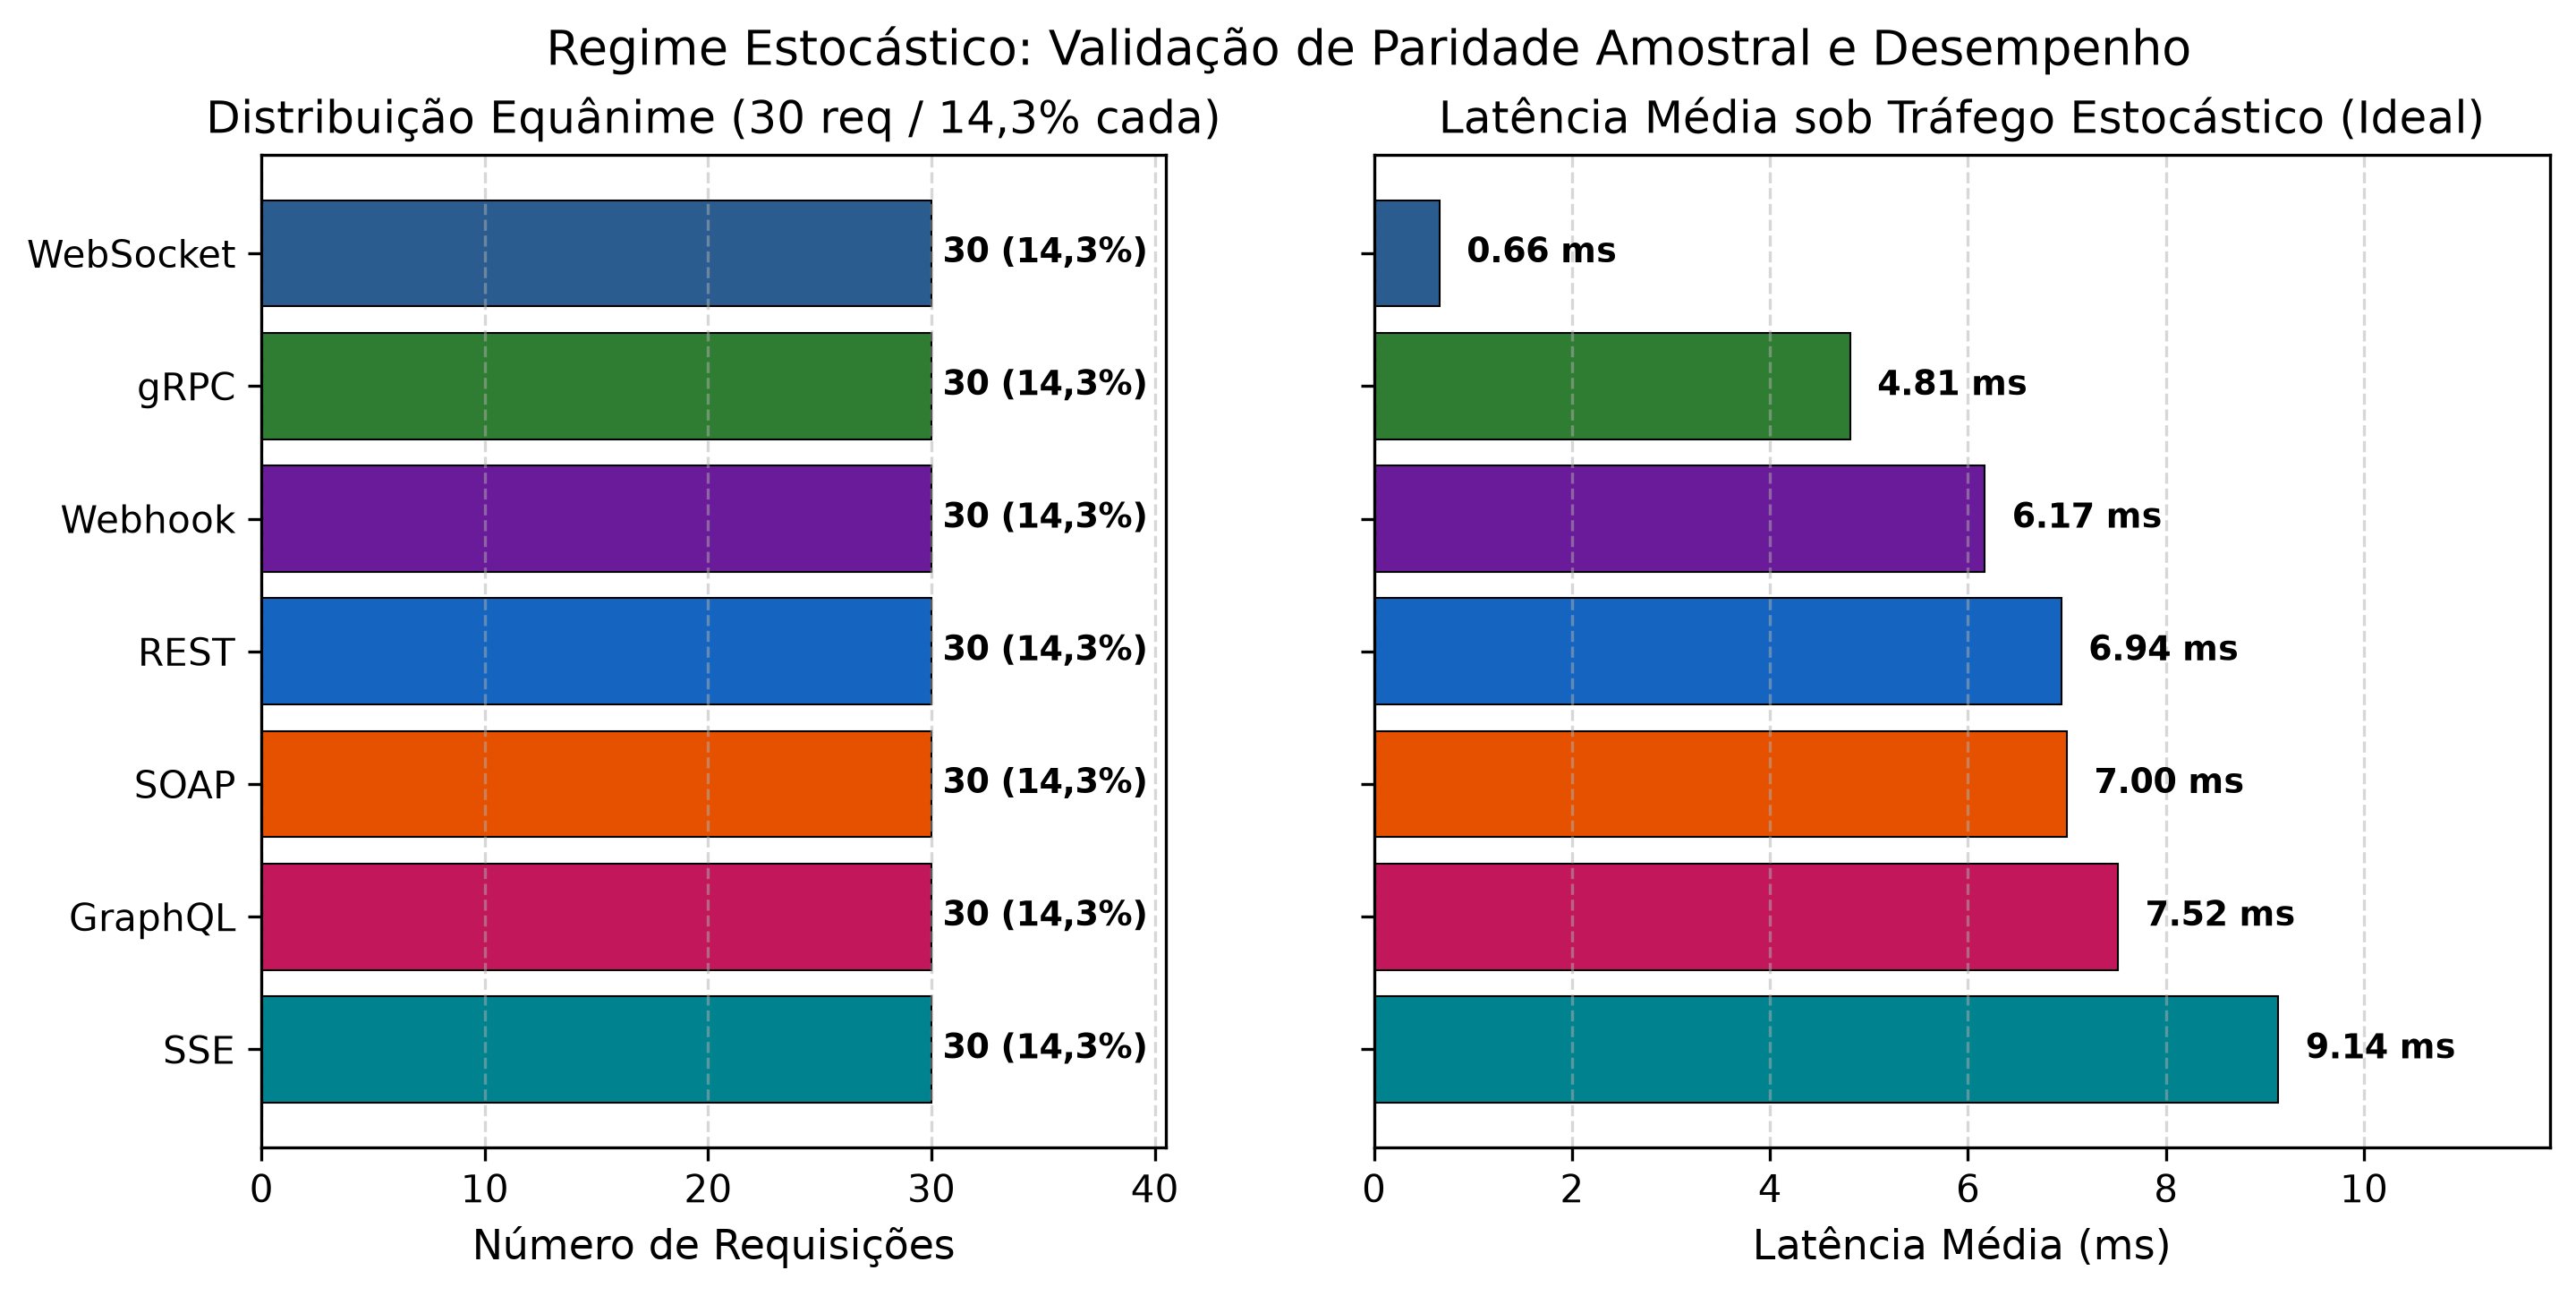 Regime Estocástico: Validação de Paridade Amostral e Desempenho
Distribuição Equânime (30 req / 14,3% cada)
WebSocket
30 (14,3%)
gRPC
30 (14,3%)
Webhook
30 (14,3%)
REST
30 (14,3%)
SOAP
30 (14,3%)
GraphQL
30 (14,3%)
SSE
30 (14,3%)
0 10 20 30 40
Número de Requisições
Latência Média sob Tráfego Estocástico (Ideal)
0.66 ms
4.81 ms
6.17 ms
6.94 ms
7.00 ms
7.52 ms
9.14 ms
0 2 4 6 8 10
Latência Média (ms)